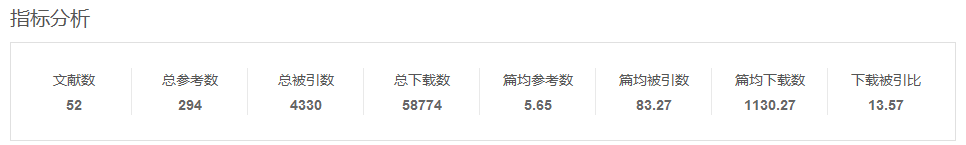 指标分析
文献数 总参考数 总被引数 总下载数 篇均参考数 篇均被引数 篇均下载数 下载被引比
52 294 4330 58774 5.65 83.27 1130.27 13.57